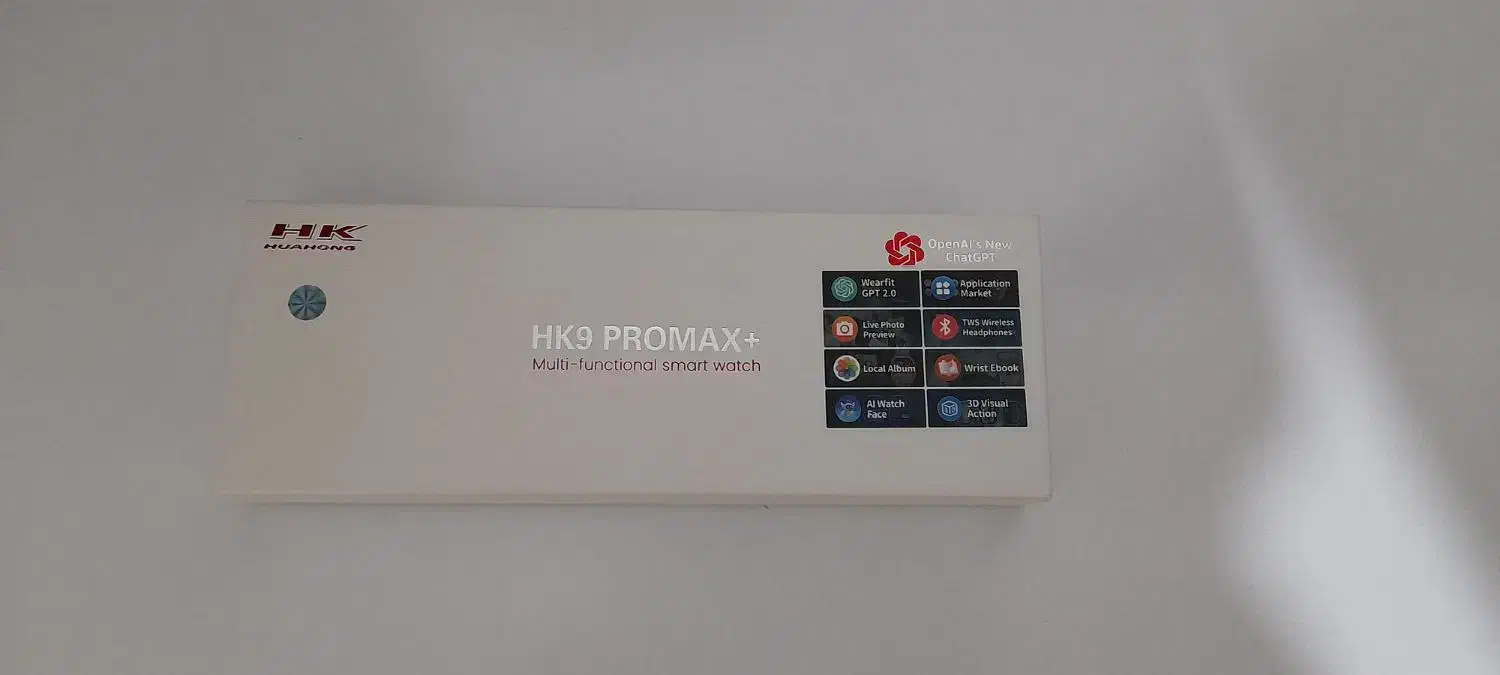 HK
HUAHONG
OpenAI's New
ChatGPT
Wearfit
GPT 2.0
Application
Market
Live Photo
Preview
TWS Wireless
Headphones
HK9 PROMAX+
Multi-functional smart watch
Local Album
Wrist Ebook
AI Watch
Face
3D Visual
Action